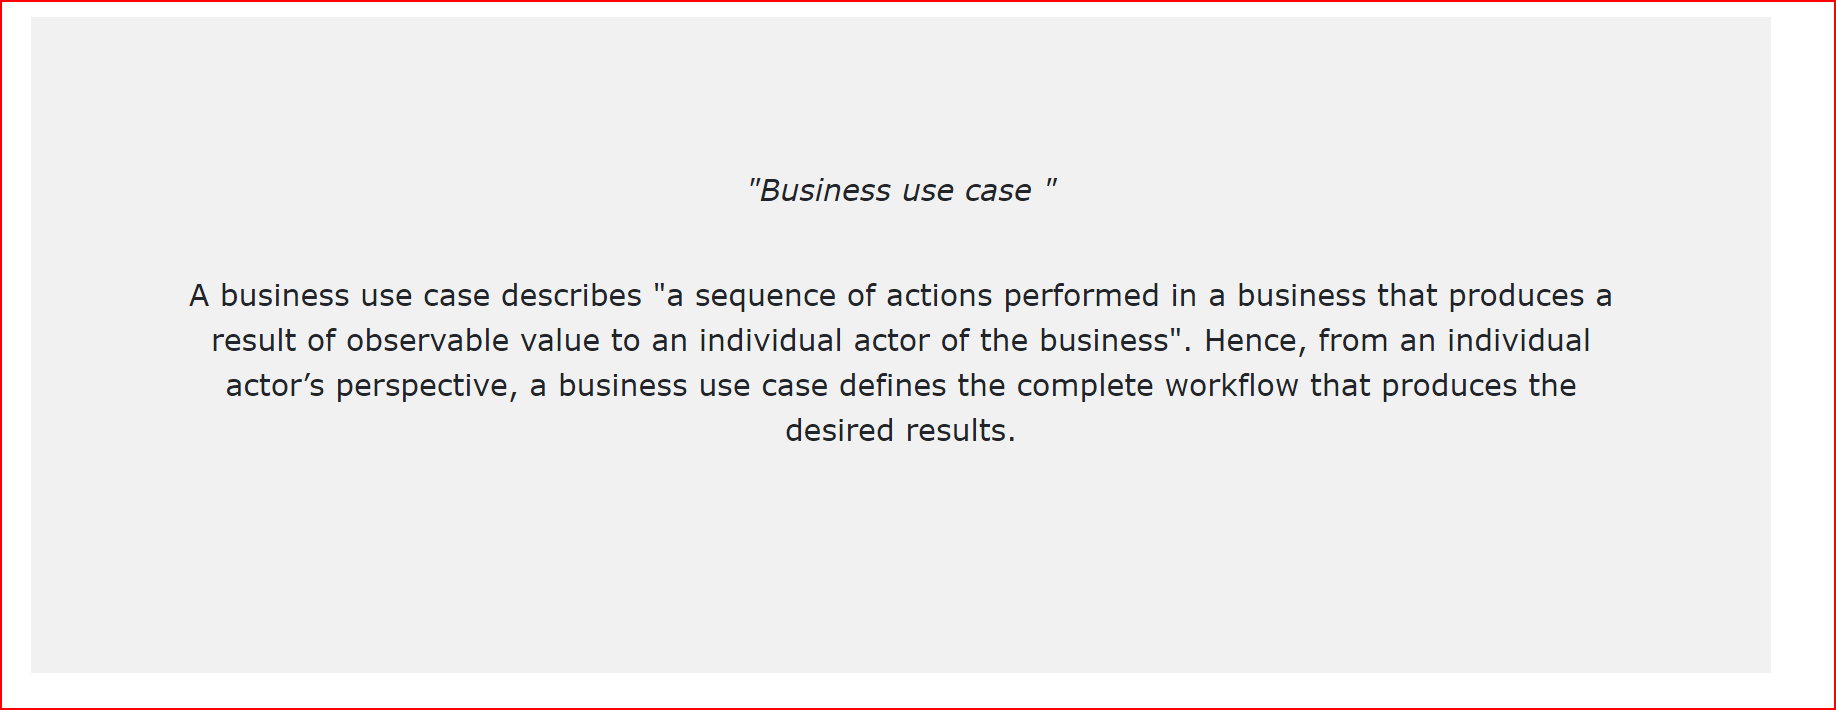 "Business use case "
A business use case describes "a sequence of actions performed in a business that produces a
result of observable value to an individual actor of the business". Hence, from an individual
actor’s perspective, a business use case defines the complete workflow that produces the
desired results.